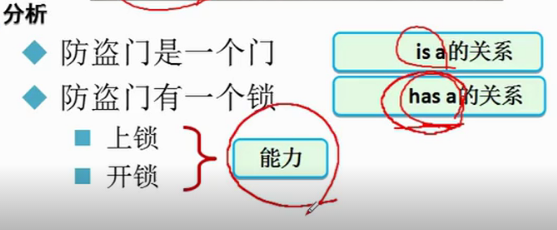 分析
防盗门是一个门
is a的关系
防盗门有一个锁
has a的关系
上锁
能力
开锁